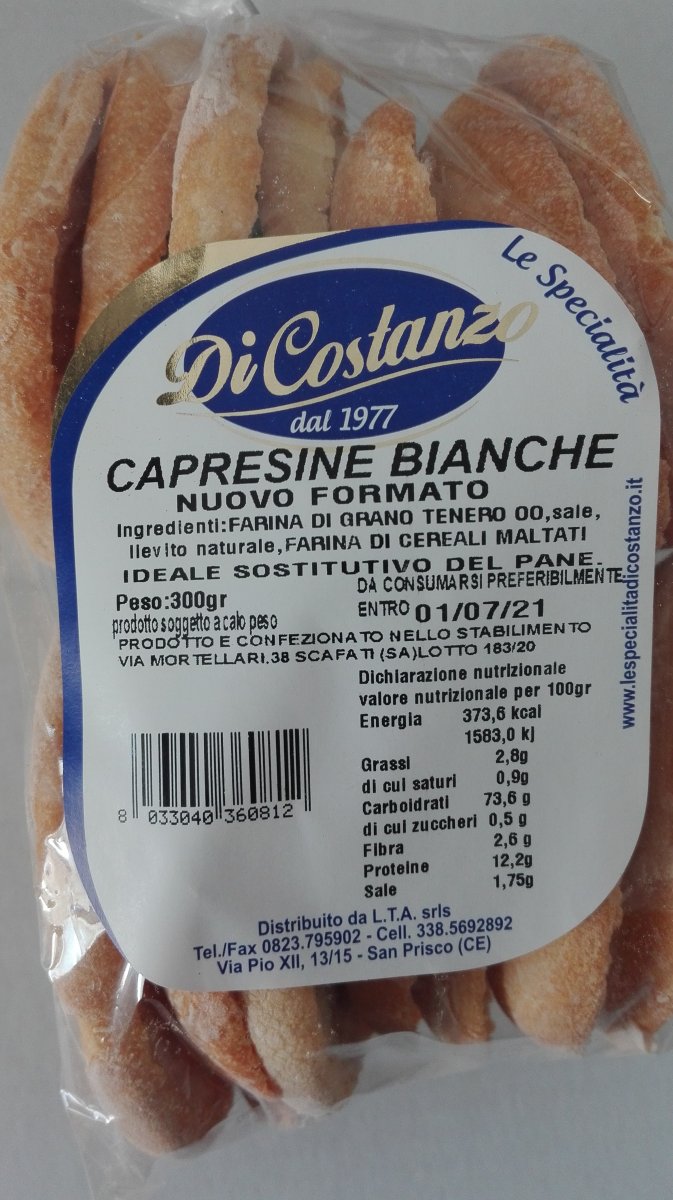 Le Specialità
Di Costanzo
dal 1977
CAPRESINE BIANCHE
NUOVO FORMATO
Ingredienti:FARINA DI GRANO TENERO 00,sale,
lievito naturale,FARINA DI CEREALI MALTATI
IDEALE SOSTITUTIVO DEL PANE.
DA CONSUMARSI PREFERIBILMENTE
Peso:300gr
ENTRO 01/07/21
prodotto soggetto a calo peso
PRODOTTO E CONFEZIONATO NELLO STABILIMENTO
VIA MORTELLARI.38 SCAFATI (SA)LOTTO 183/20
Dichiarazione nutrizionale
valore nutrizionale per 100gr
Energia 373,6 kcal
1583,0 kj
Grassi 2,8g
di cui saturi 0,9g
Carboidrati 73,6 g
di cui zuccheri 0,5 g
Fibra 2,6 g
Proteine 12,2g
Sale 1,75g
8 033040 360812
Distribuito da L.T.A. srls
Tel./Fax 0823.795902 - Cell. 338.5692892
Via Pio XII, 13/15 - San Prisco (CE)
www.lespecialitadicostanzo.it